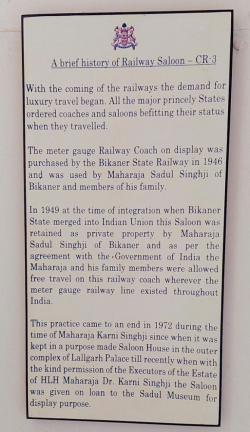 A brief history of Railway Saloon – CR-3
With the coming of the railways the demand for
luxury travel began. All the major princely States
ordered coaches and saloons befitting their status
when they travelled.
The meter gauge Railway Coach on display was
purchased by the Bikaner State Railway in 1946
and was used by Maharaja Sadul Singhji of
Bikaner and members of his family.
In 1949 at the time of integration when Bikaner
State merged into Indian Union this Saloon was
retained as private property by Maharaja
Sadul Singhji of Bikaner and as per the
agreement with the Government of India the
Maharaja and his family members were allowed
free travel on this railway coach wherever the
meter gauge railway line existed throughout
India.
This practice came to an end in 1972 during the
time of Maharaja Karni Singhji since when it was
kept in a purpose made Saloon House in the outer
complex of Lallgarh Palace till recently when with
the kind permission of the Executors of the Estate
of HLH Maharaja Dr. Karni Singhji the Saloon
was given on loan to the Sadul Museum for
display purpose.